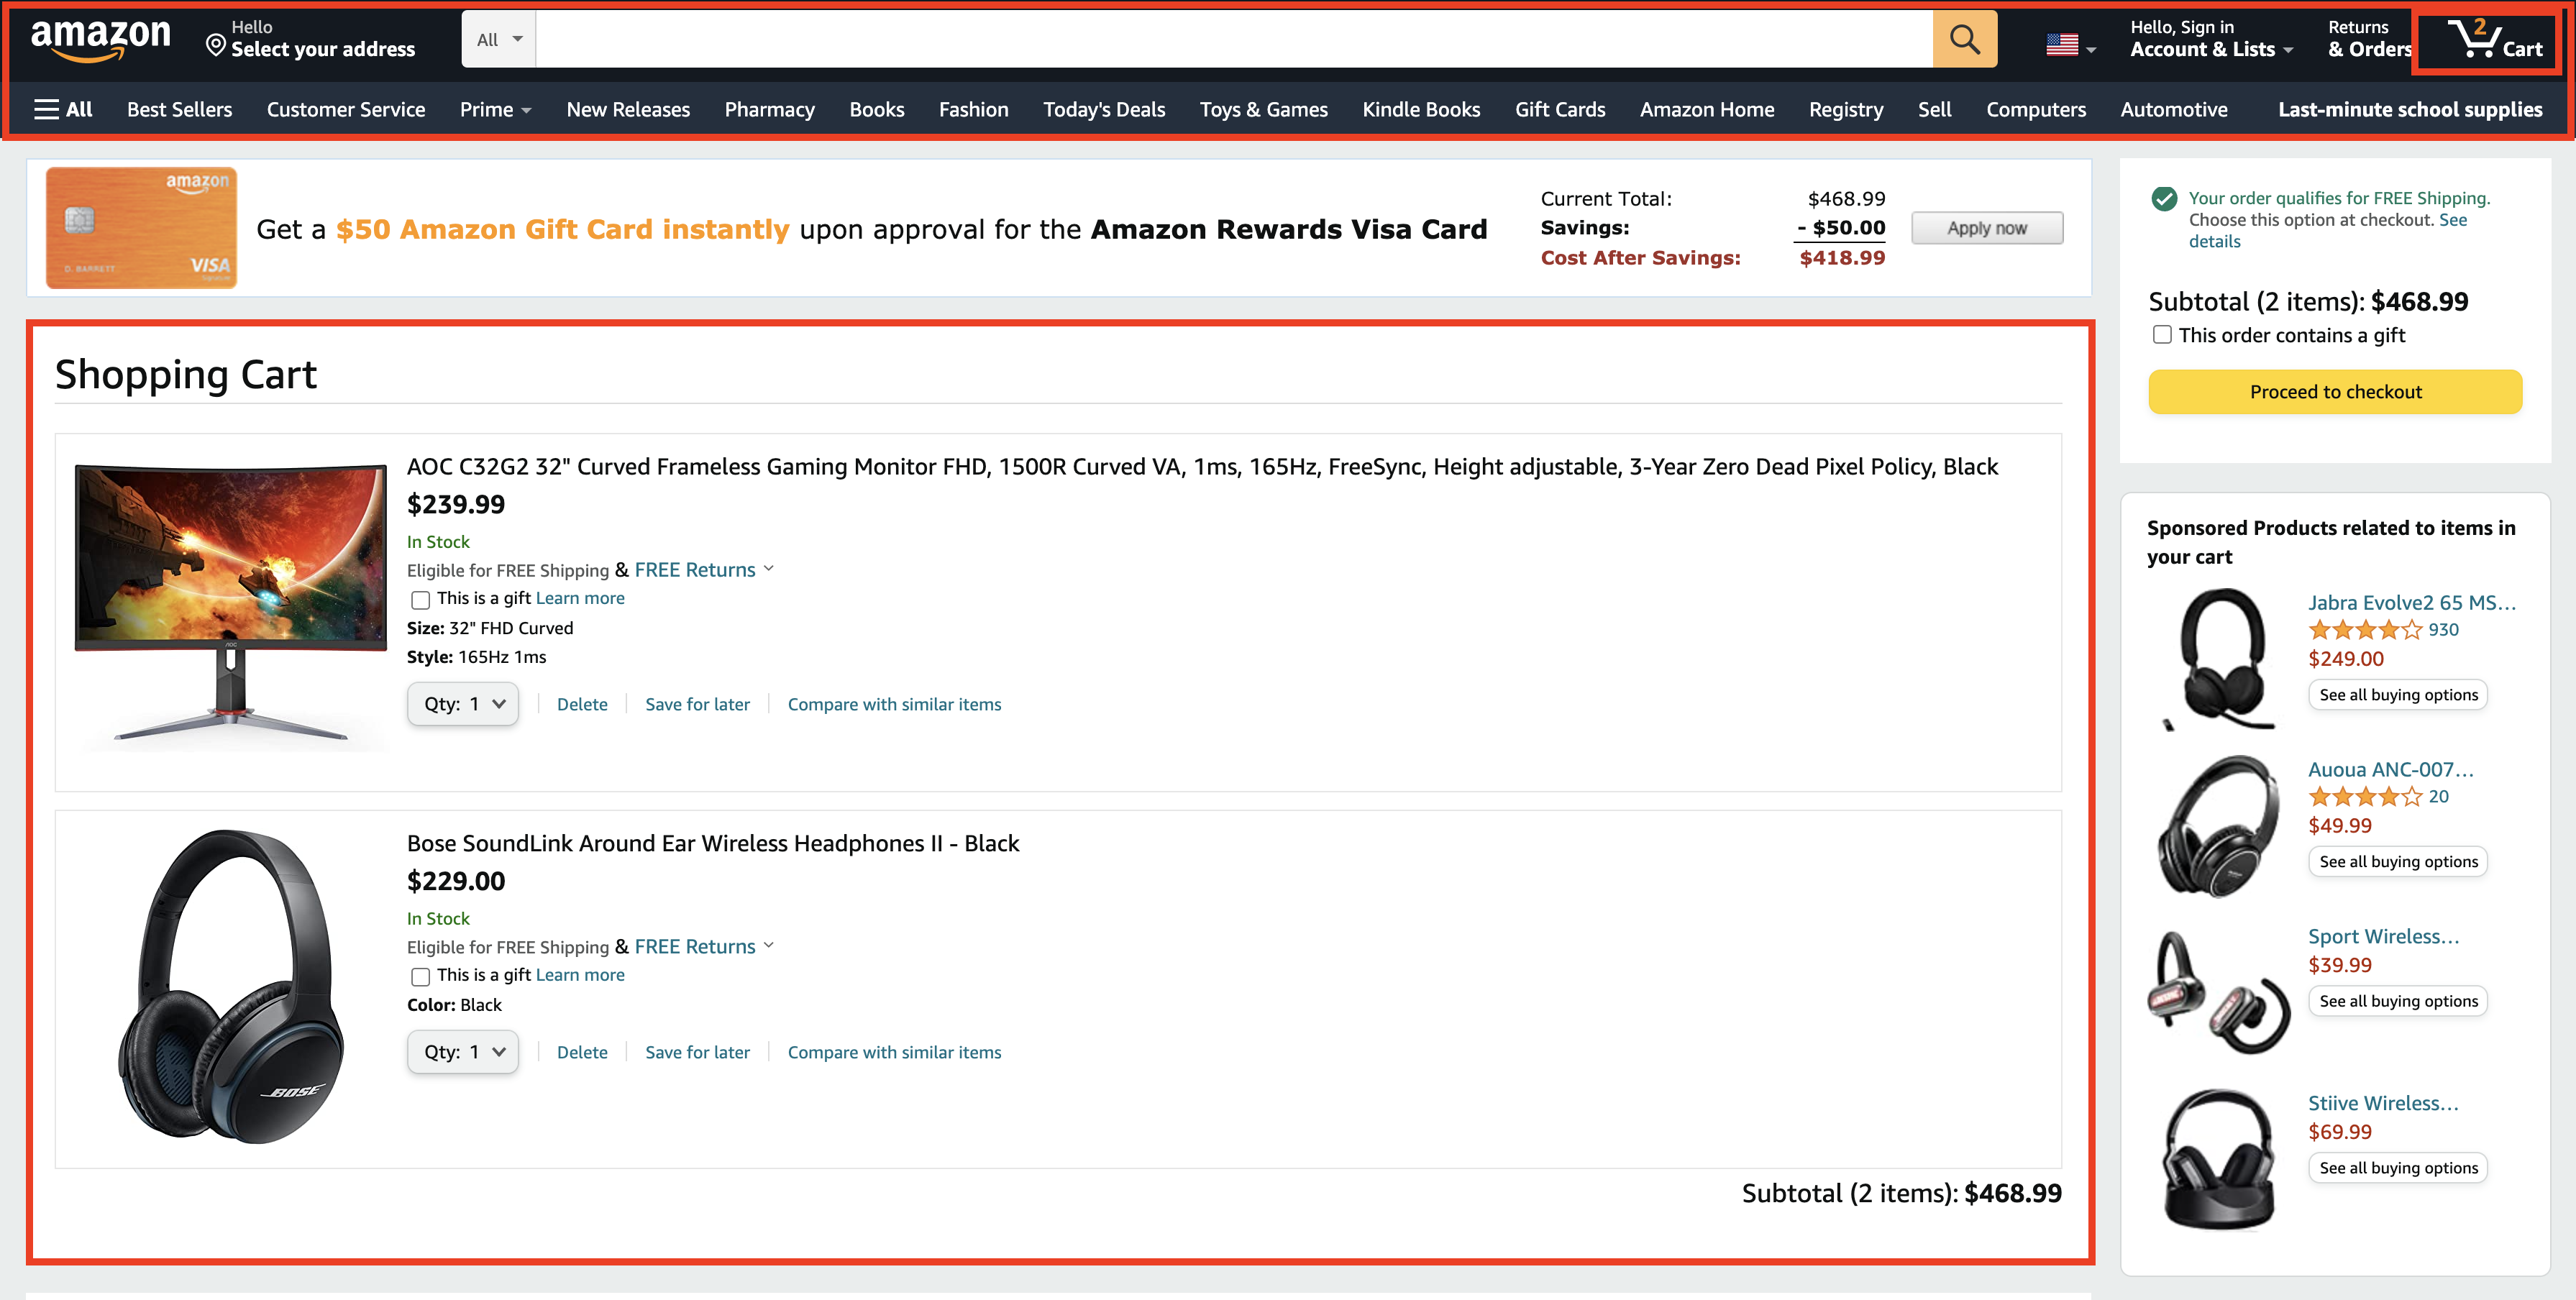 amazon
Hello
Select your address
All
Hello, Sign in
Account & Lists
Returns
& Orders
2
Cart
All
Best Sellers
Customer Service
Prime
New Releases
Pharmacy
Books
Fashion
Today's Deals
Toys & Games
Kindle Books
Gift Cards
Amazon Home
Registry
Sell
Computers
Automotive
Last-minute school supplies
amazon
D. BARRETT
VISA
Signature
Get a $50 Amazon Gift Card instantly upon approval for the Amazon Rewards Visa Card
Current Total: $468.99
Savings: - $50.00
Cost After Savings: $418.99
Apply now
Your order qualifies for FREE Shipping.
Choose this option at checkout. See
details
Subtotal (2 items): $468.99
This order contains a gift
Proceed to checkout
Shopping Cart
AOC C32G2 32" Curved Frameless Gaming Monitor FHD, 1500R Curved VA, 1ms, 165Hz, FreeSync, Height adjustable, 3-Year Zero Dead Pixel Policy, Black
$239.99
In Stock
Eligible for FREE Shipping & FREE Returns
This is a gift Learn more
Size: 32" FHD Curved
Style: 165Hz 1ms
Qty: 1
Delete
Save for later
Compare with similar items
AOC
Bose SoundLink Around Ear Wireless Headphones II - Black
$229.00
In Stock
Eligible for FREE Shipping & FREE Returns
This is a gift Learn more
Color: Black
Qty: 1
Delete
Save for later
Compare with similar items
BOSE
Subtotal (2 items): $468.99
Sponsored Products related to items in
your cart
Jabra Evolve2 65 MS…
930
$249.00
See all buying options
Auoua ANC-007…
20
$49.99
See all buying options
Sport Wireless…
$39.99
See all buying options
Stiive Wireless…
$69.99
See all buying options